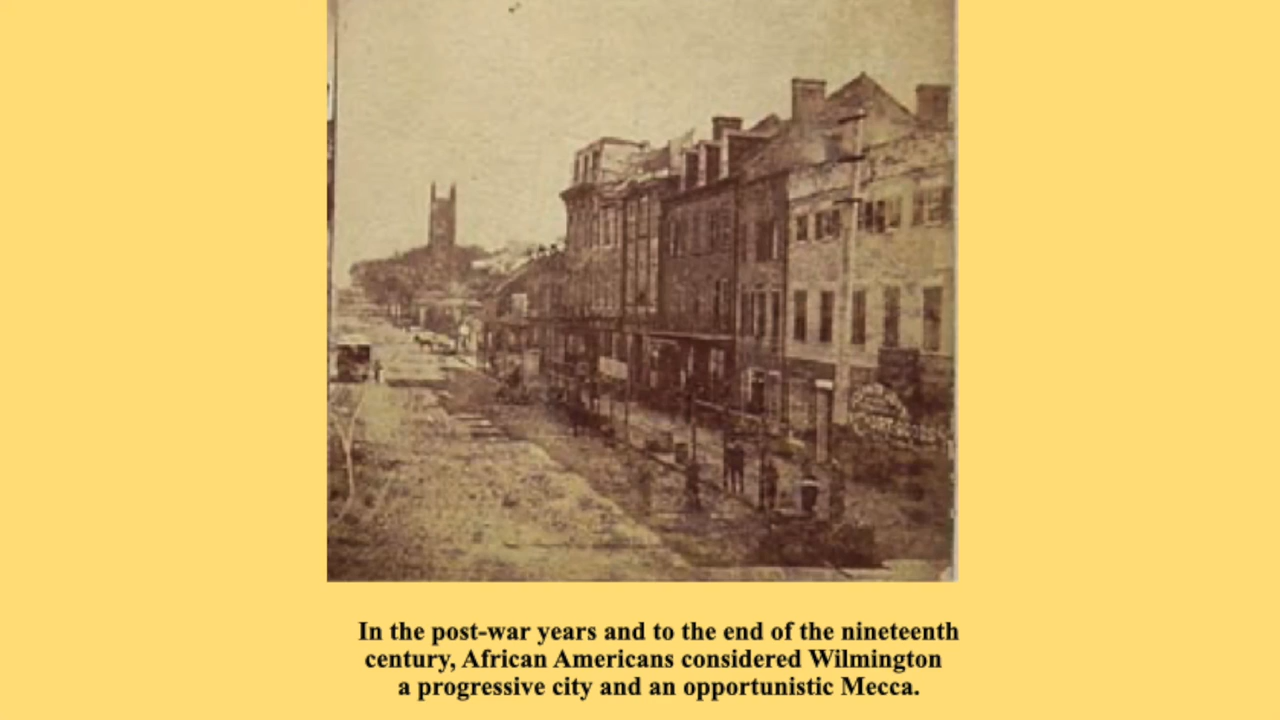 In the post-war years and to the end of the nineteenth
century, African Americans considered Wilmington
a progressive city and an opportunistic Mecca.